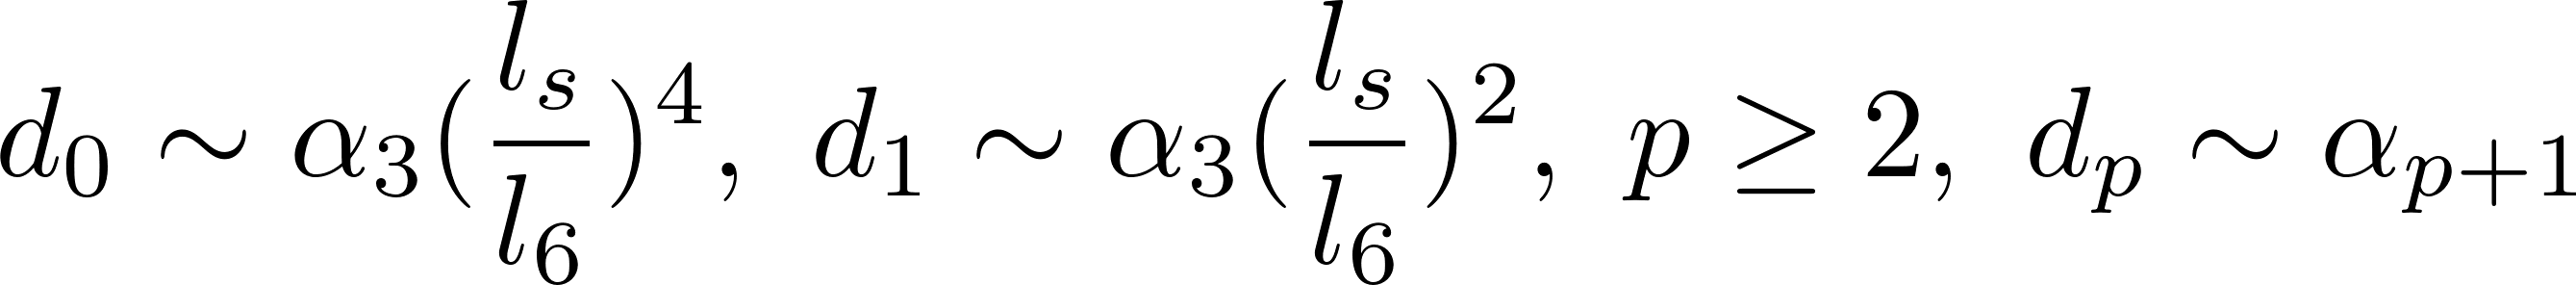 d_0 \sim \alpha_3 (\frac{l_s}{l_6})^4 , \ d_1 \sim \alpha_3 (\frac{l_s}{l_6})^2 , \ p \geq 2, \ d_p \sim \alpha_{p+1}